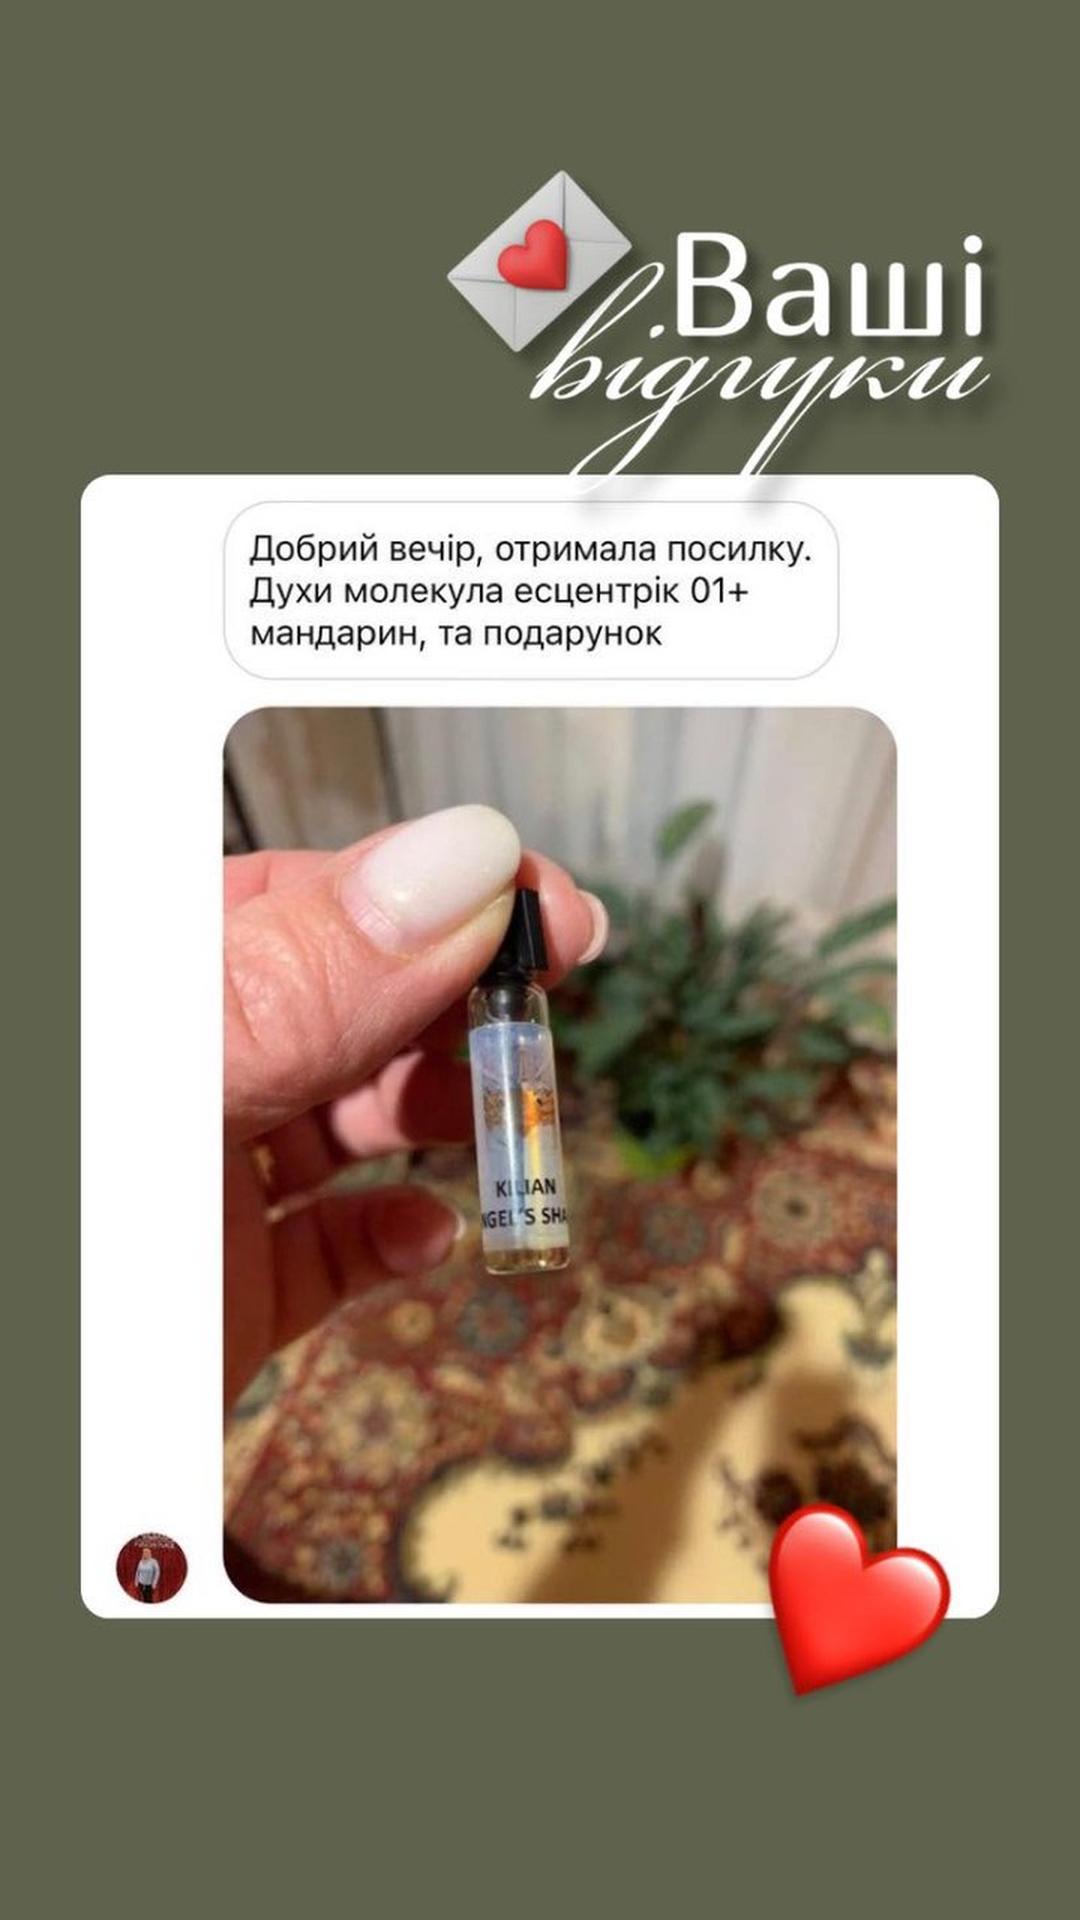 Ваші
відгуки
Добрий вечір, отримала посилку.
Духи молекула есцентрік 01+
мандарин, та подарунок
KILIAN
NGEL'S SHA